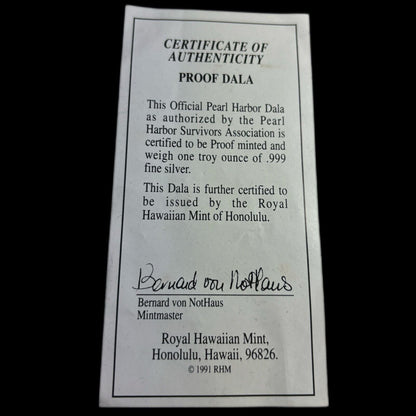 CERTIFICATE OF
AUTHENTICITY
PROOF DALA
This Official Pearl Harbor Dala
as authorized by the Pearl
Harbor Survivors Association is
certified to be Proof minted and
weigh one troy ounce of .999
fine silver.
This Dala is further certified to
be issued by the Royal
Hawaiian Mint of Honolulu.
Bernard von NotHaus
Bernard von NotHaus
Mintmaster
Royal Hawaiian Mint,
Honolulu, Hawaii, 96826.
© 1991 RHM